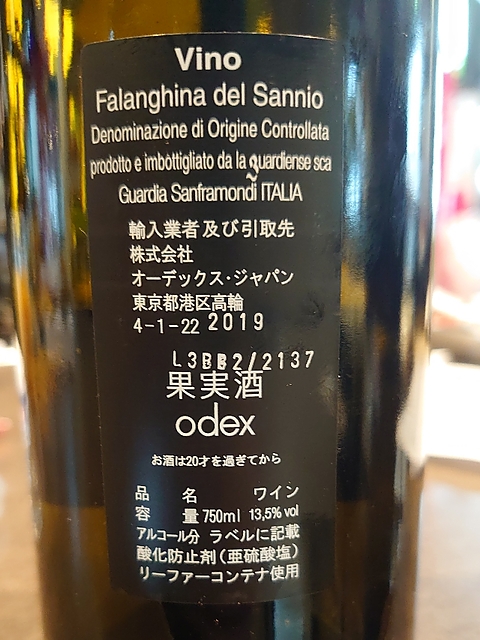 Vino
Falanghina del Sannio
Denominazione di Origine Controllata
prodotto e imbottigliato da la guardiense sca
Guardia Sanframondi ITALIA
輸入業者及び引取先
株式会社
オーデックス・ジャパン
東京都港区高輪
4-1-22 2019
L3BB2/2137
果実酒
odex
お酒は20才を過ぎてから
品 名 ワイン
容 量 750ml 13,5% vol
アルコール分 ラベルに記載
酸化防止剤(亜硫酸塩)
リーファーコンテナ使用